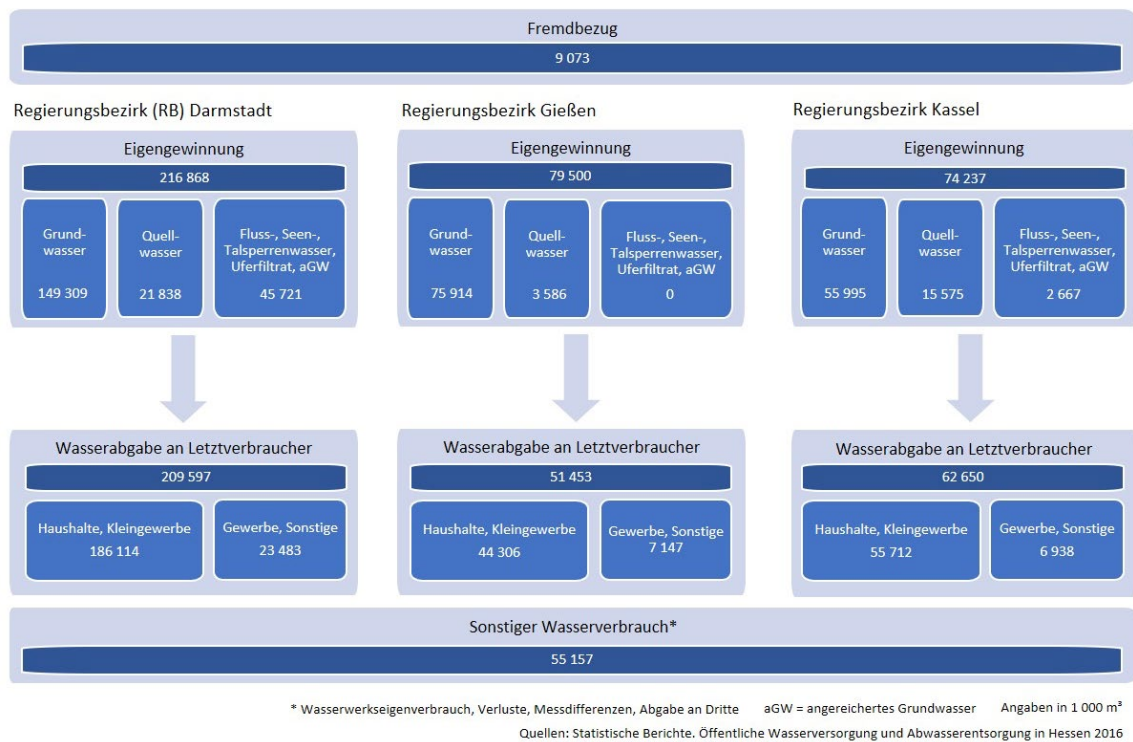 Fremdbezug
9 073
Regierungsbezirk (RB) Darmstadt
Eigengewinnung
216 868
Grund-
wasser
149 309
Quell-
wasser
21 838
Fluss-, Seen-,
Talsperrenwasser,
Uferfiltrat, aGW
45 721
Wasserabgabe an Letztverbraucher
209 597
Haushalte, Kleingewerbe
186 114
Gewerbe, Sonstige
23 483
Regierungsbezirk Gießen
Eigengewinnung
79 500
Grund-
wasser
75 914
Quell-
wasser
3 586
Fluss-, Seen-,
Talsperrenwasser,
Uferfiltrat, aGW
0
Wasserabgabe an Letztverbraucher
51 453
Haushalte, Kleingewerbe
44 306
Gewerbe, Sonstige
7 147
Regierungsbezirk Kassel
Eigengewinnung
74 237
Grund-
wasser
55 995
Quell-
wasser
15 575
Fluss-, Seen-,
Talsperrenwasser,
Uferfiltrat, aGW
2 667
Wasserabgabe an Letztverbraucher
62 650
Haushalte, Kleingewerbe
55 712
Gewerbe, Sonstige
6 938
Sonstiger Wasserverbrauch*
55 157
* Wasserwerkseigenverbrauch, Verluste, Messdifferenzen, Abgabe an Dritte aGW = angereichertes Grundwasser Angaben in 1 000 m³
Quellen: Statistische Berichte. Öffentliche Wasserversorgung und Abwasserentsorgung in Hessen 2016